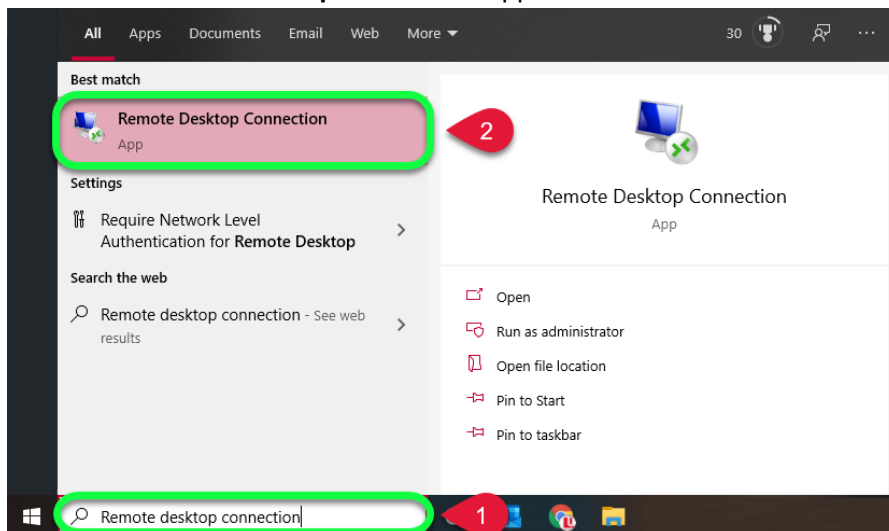 All Apps Documents Email Web More 30 ...
Best match
Remote Desktop Connection
App
2
Remote Desktop Connection
App
Settings
Require Network Level
Authentication for Remote Desktop
Search the web
Remote desktop connection - See web
results
Open
Run as administrator
Open file location
Pin to Start
Pin to taskbar
Remote desktop connection
1